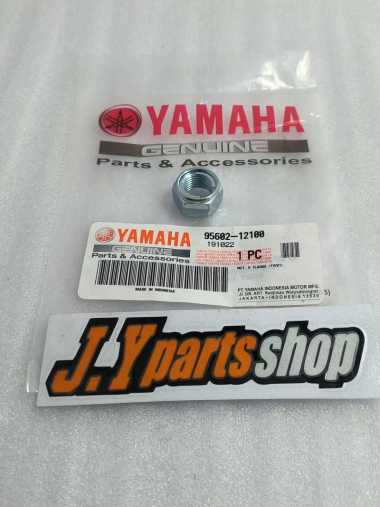 YAMAHA
GENUINE
Parts & Accessories
YAMAHA
GENUINE
Parts & Accessories
MADE IN INDONESIA
95602-12100
191022
1 PC
PT YAMAHA INDONESIA MOTOR MFG.
JAKARTA-INDONESIA
J.Y partsshop